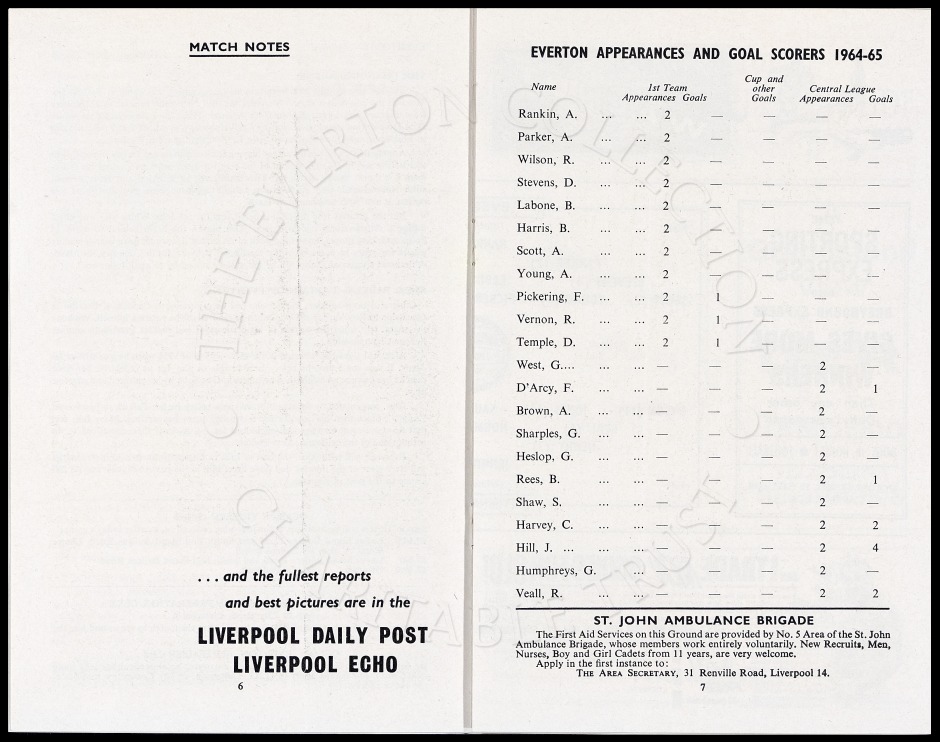 MATCH NOTES
. . . and the fullest reports
and best pictures are in the
LIVERPOOL DAILY POST
LIVERPOOL ECHO
6
EVERTON APPEARANCES AND GOAL SCORERS 1964-65
Name 1st Team Appearances Goals Cup and other Goals Central League Appearances Goals
Rankin, A. ... ... 2 — — — —
Parker, A. ... ... 2 — — — —
Wilson, R. ... ... 2 — — — —
Stevens, D. ... ... 2 — — — —
Labone, B. ... ... 2 — — — —
Harris, B. ... ... 2 — — — —
Scott, A. ... ... 2 — — — —
Young, A. ... ... 2 — — — —
Pickering, F. ... ... 2 1 — — —
Vernon, R. ... ... 2 1 — — —
Temple, D. ... ... 2 1 — — —
West, G.... ... ... — — — 2 —
D'Arcy, F. ... ... — — — 2 1
Brown, A. ... ... — — — 2 —
Sharples, G. ... ... — — — 2 —
Heslop, G. ... ... — — — 2 —
Rees, B. ... ... — — — 2 1
Shaw, S. ... ... — — — 2 —
Harvey, C. ... ... — — — 2 2
Hill, J. ... ... ... — — — 2 4
Humphreys, G. ... — — — 2 —
Veall, R. ... ... — — — 2 2
ST. JOHN AMBULANCE BRIGADE
The First Aid Services on this Ground are provided by No. 5 Area of the St. John
Ambulance Brigade, whose members work entirely voluntarily. New Recruits, Men,
Nurses, Boy and Girl Cadets from 11 years, are very welcome.
Apply in the first instance to:
THE AREA SECRETARY, 31 Renville Road, Liverpool 14.
7
THE EVERTON COLLECTION
CHARITABLE TRUST